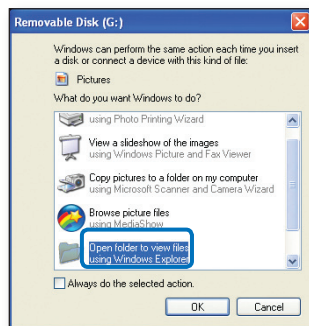 Removable Disk (G:)
Windows can perform the same action each time you insert
a disk or connect a device with this kind of file:
Pictures
What do you want Windows to do?
using Photo Printing Wizard
View a slideshow of the images
using Windows Picture and Fax Viewer
Copy pictures to a folder on my computer
using Microsoft Scanner and Camera Wizard
Browse picture files
using MediaShow
Open folder to view files
using Windows Explorer
Always do the selected action.
OK
Cancel